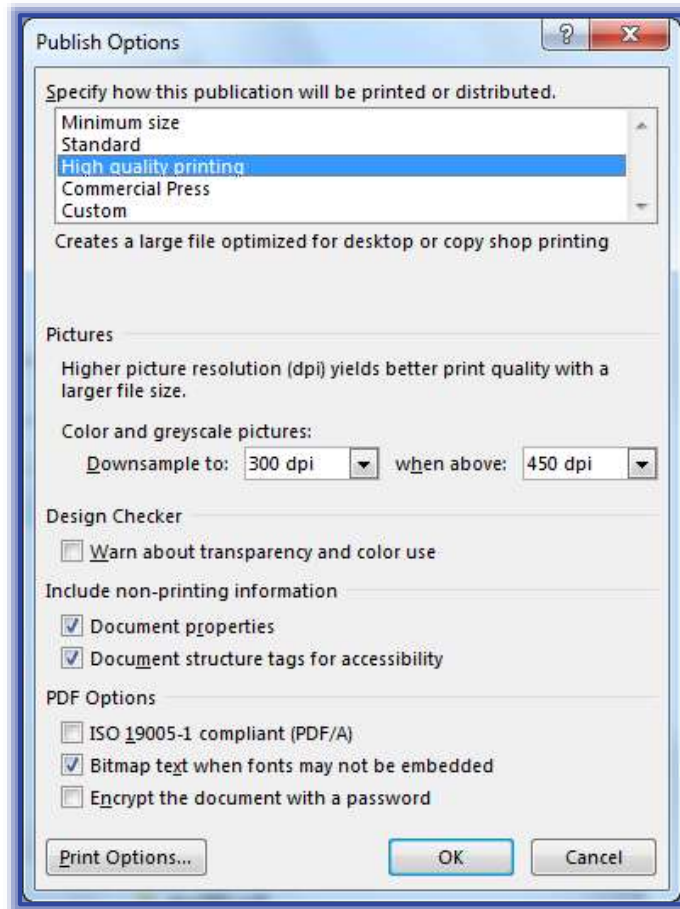 Publish Options
Specify how this publication will be printed or distributed.
Minimum size
Standard
High quality printing
Commercial Press
Custom
Creates a large file optimized for desktop or copy shop printing
Pictures
Higher picture resolution (dpi) yields better print quality with a
larger file size.
Color and greyscale pictures:
Downsample to: 300 dpi when above: 450 dpi
Design Checker
Warn about transparency and color use
Include non-printing information
Document properties
Document structure tags for accessibility
PDF Options
ISO 19005-1 compliant (PDF/A)
Bitmap text when fonts may not be embedded
Encrypt the document with a password
Print Options... OK Cancel